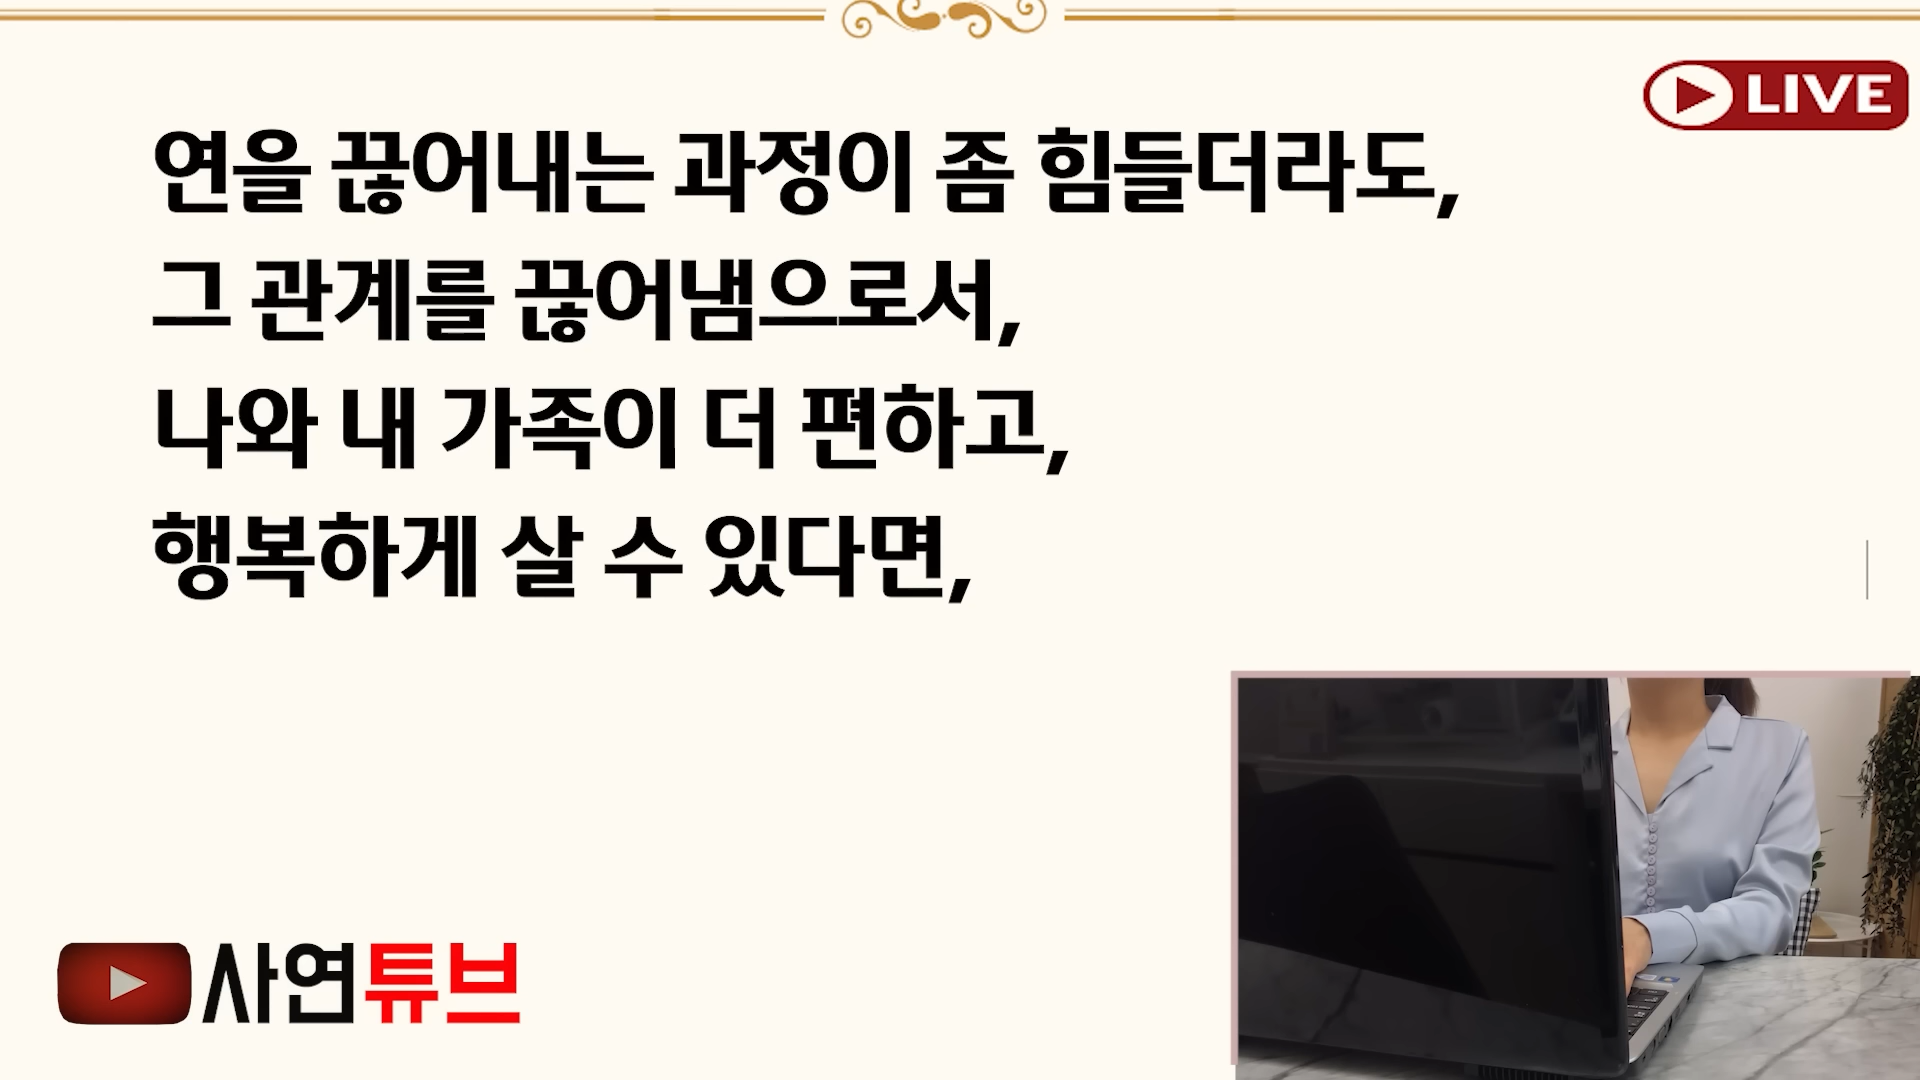 LIVE
연을 끊어내는 과정이 좀 힘들더라도,
그 관계를 끊어냄으로서,
나와 내 가족이 더 편하고,
행복하게 살 수 있다면,
사연튜브